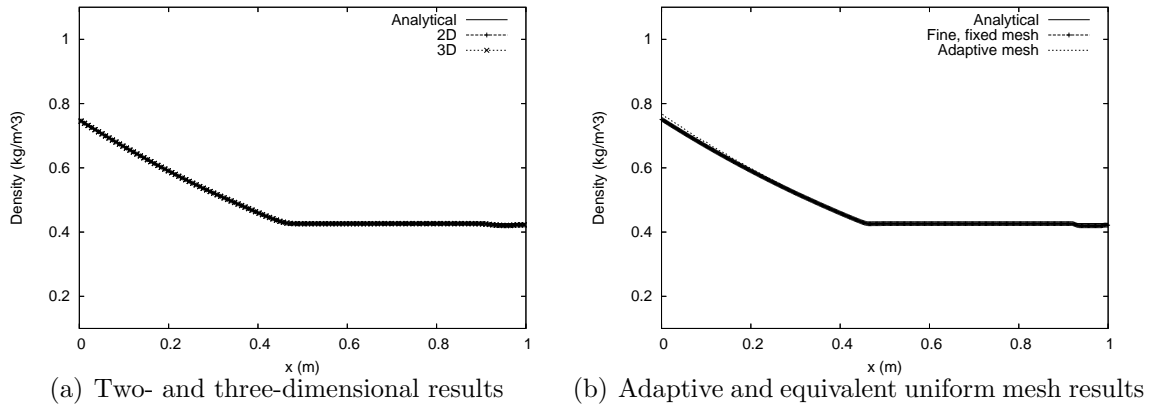 Analytical
2D
3D
1
0.8
0.6
0.4
0.2
Density (kg/m^3)
0
0.2
0.4
0.6
0.8
1
x (m)
(a) Two- and three-dimensional results
Analytical
Fine, fixed mesh
Adaptive mesh
1
0.8
0.6
0.4
0.2
Density (kg/m^3)
0
0.2
0.4
0.6
0.8
1
x (m)
(b) Adaptive and equivalent uniform mesh results